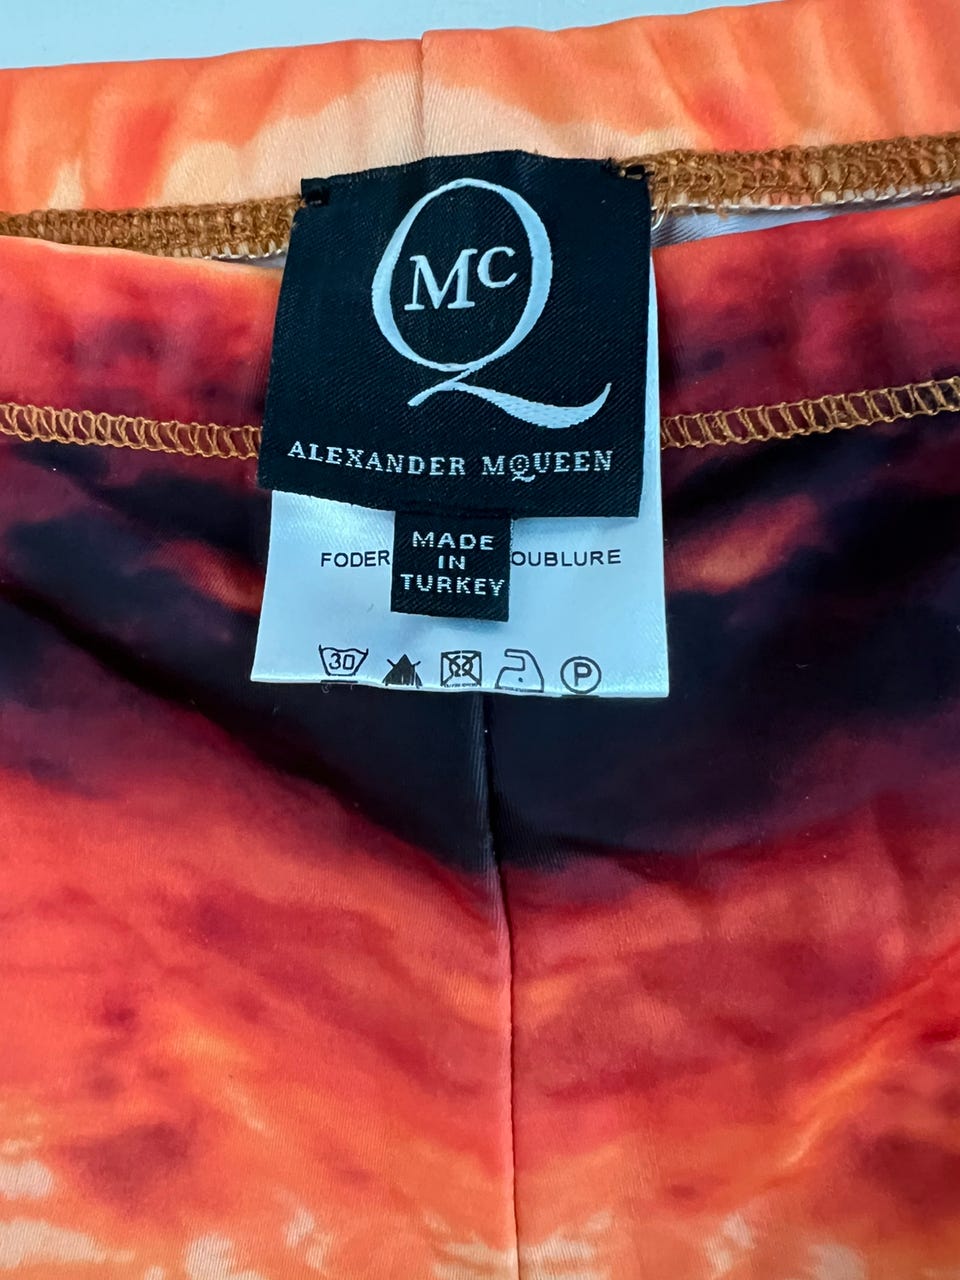 McQ
ALEXANDER MQUEEN
MADE
IN
TURKEY
FODER
OUBLURE
30
P